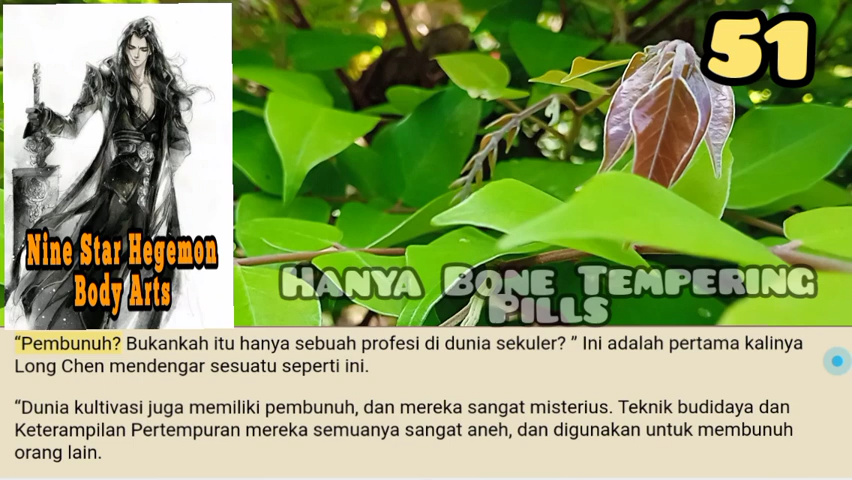 51
Nine Star Hegemon
Body Arts
Hanya Bone Tempering
Pills
“Pembunuh? Bukankah itu hanya sebuah profesi di dunia sekuler? ” Ini adalah pertama kalinya
Long Chen mendengar sesuatu seperti ini.
“Dunia kultivasi juga memiliki pembunuh, dan mereka sangat misterius. Teknik budidaya dan
Keterampilan Pertempuran mereka semuanya sangat aneh, dan digunakan untuk membunuh
orang lain.